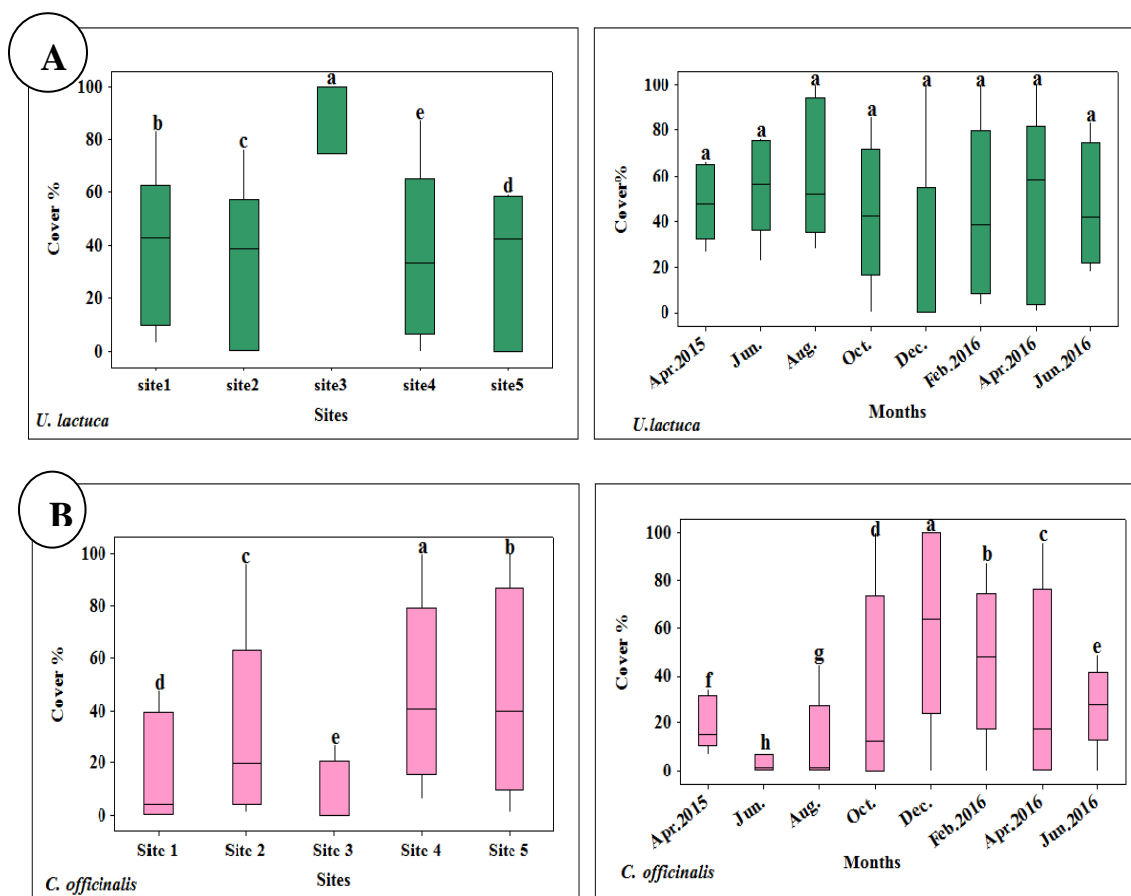 A
a
b
c
e
d
100
80
60
40
20
0
Cover %
site1 site2 site3 site4 site5
Sites
U. lactuca
a a a a a a a a
100
80
60
40
20
0
Cover%
Apr.2015 Jun. Aug. Oct. Dec. Feb.2016 Apr.2016 Jun.2016
Months
U.lactuca
B
d c e a b
100
80
60
40
20
0
Cover %
Site 1 Site 2 Site 3 Site 4 Site 5
Sites
C. officinalis
f h g d a b c e
100
80
60
40
20
0
Cover %
Apr.2015 Jun. Aug. Oct. Dec. Feb.2016 Apr.2016 Jun.2016
Months
C. officinalis